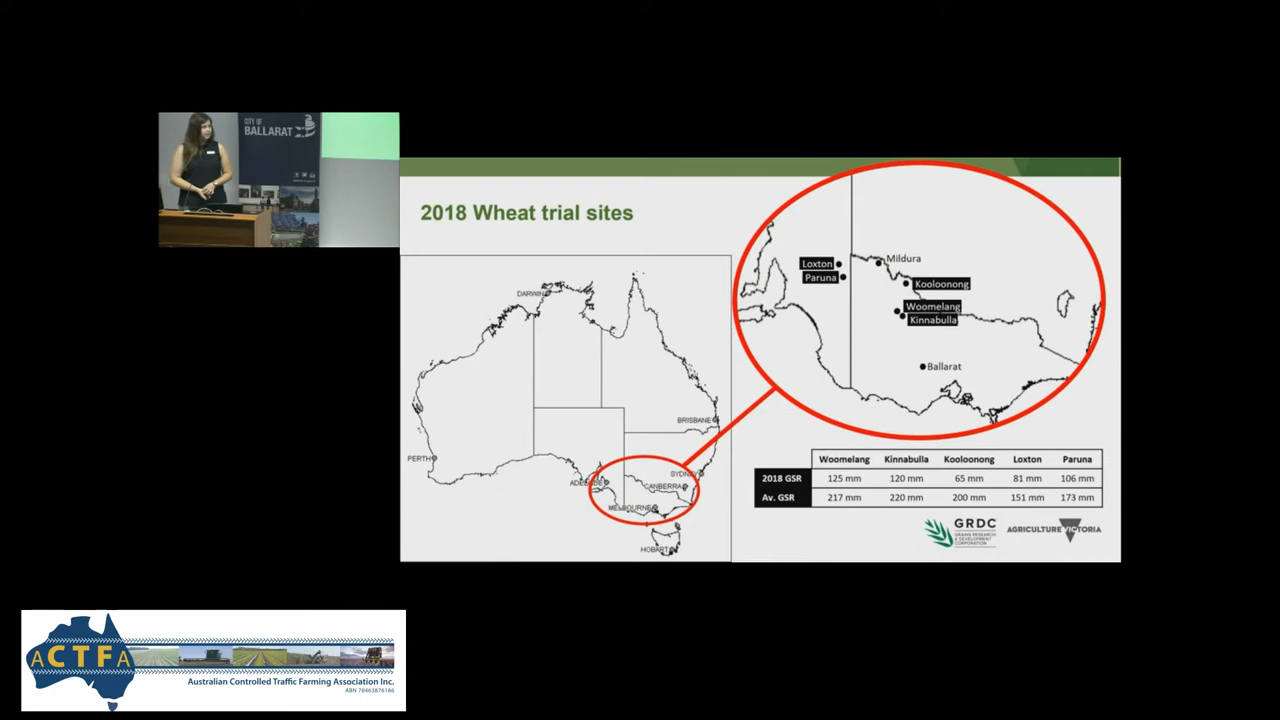 CITY OF
BALLARAT
2018 Wheat trial sites
DARWIN
BRISBANE
PERTH
SYDNEY
ADELAIDE
CANBERRA
MELBOURNE
HOBART
Loxton
Mildura
Paruna
Kooloonong
Woomelang
Kinnabulla
Ballarat
Woomelang Kinnabulla Kooloonong Loxton Paruna
2018 GSR 125 mm 120 mm 65 mm 81 mm 106 mm
Av. GSR 217 mm 220 mm 200 mm 151 mm 173 mm
GRDC
GRAINS RESEARCH
& DEVELOPMENT
CORPORATION
AGRICULTURE VICTORIA
ACTFA
Australian Controlled Traffic Farming Association Inc.
ABN 78463876186